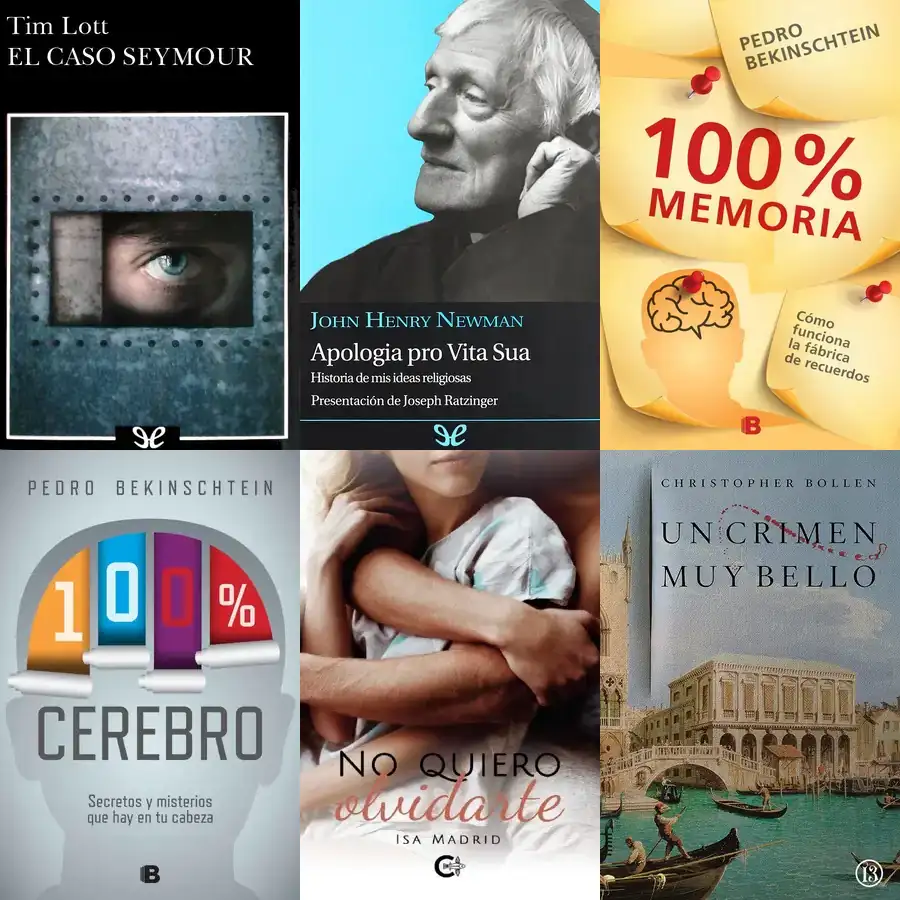 Tim Lott
EL CASO SEYMOUR
JOHN HENRY NEWMAN
Apologia pro Vita Sua
Historia de mis ideas religiosas
Presentación de Joseph Ratzinger
PEDRO
BEKINSCHTEIN
100%
MEMORIA
Cómo
funciona
la fábrica
de recuerdos
B
PEDRO BEKINSCHTEIN
100%
CEREBRO
Secretos y misterios
que hay en tu cabeza
B
NO QUIERO
olvidarte
ISA MADRID
CHRISTOPHER BOLLEN
UN CRIMEN
MUY BELLO
13